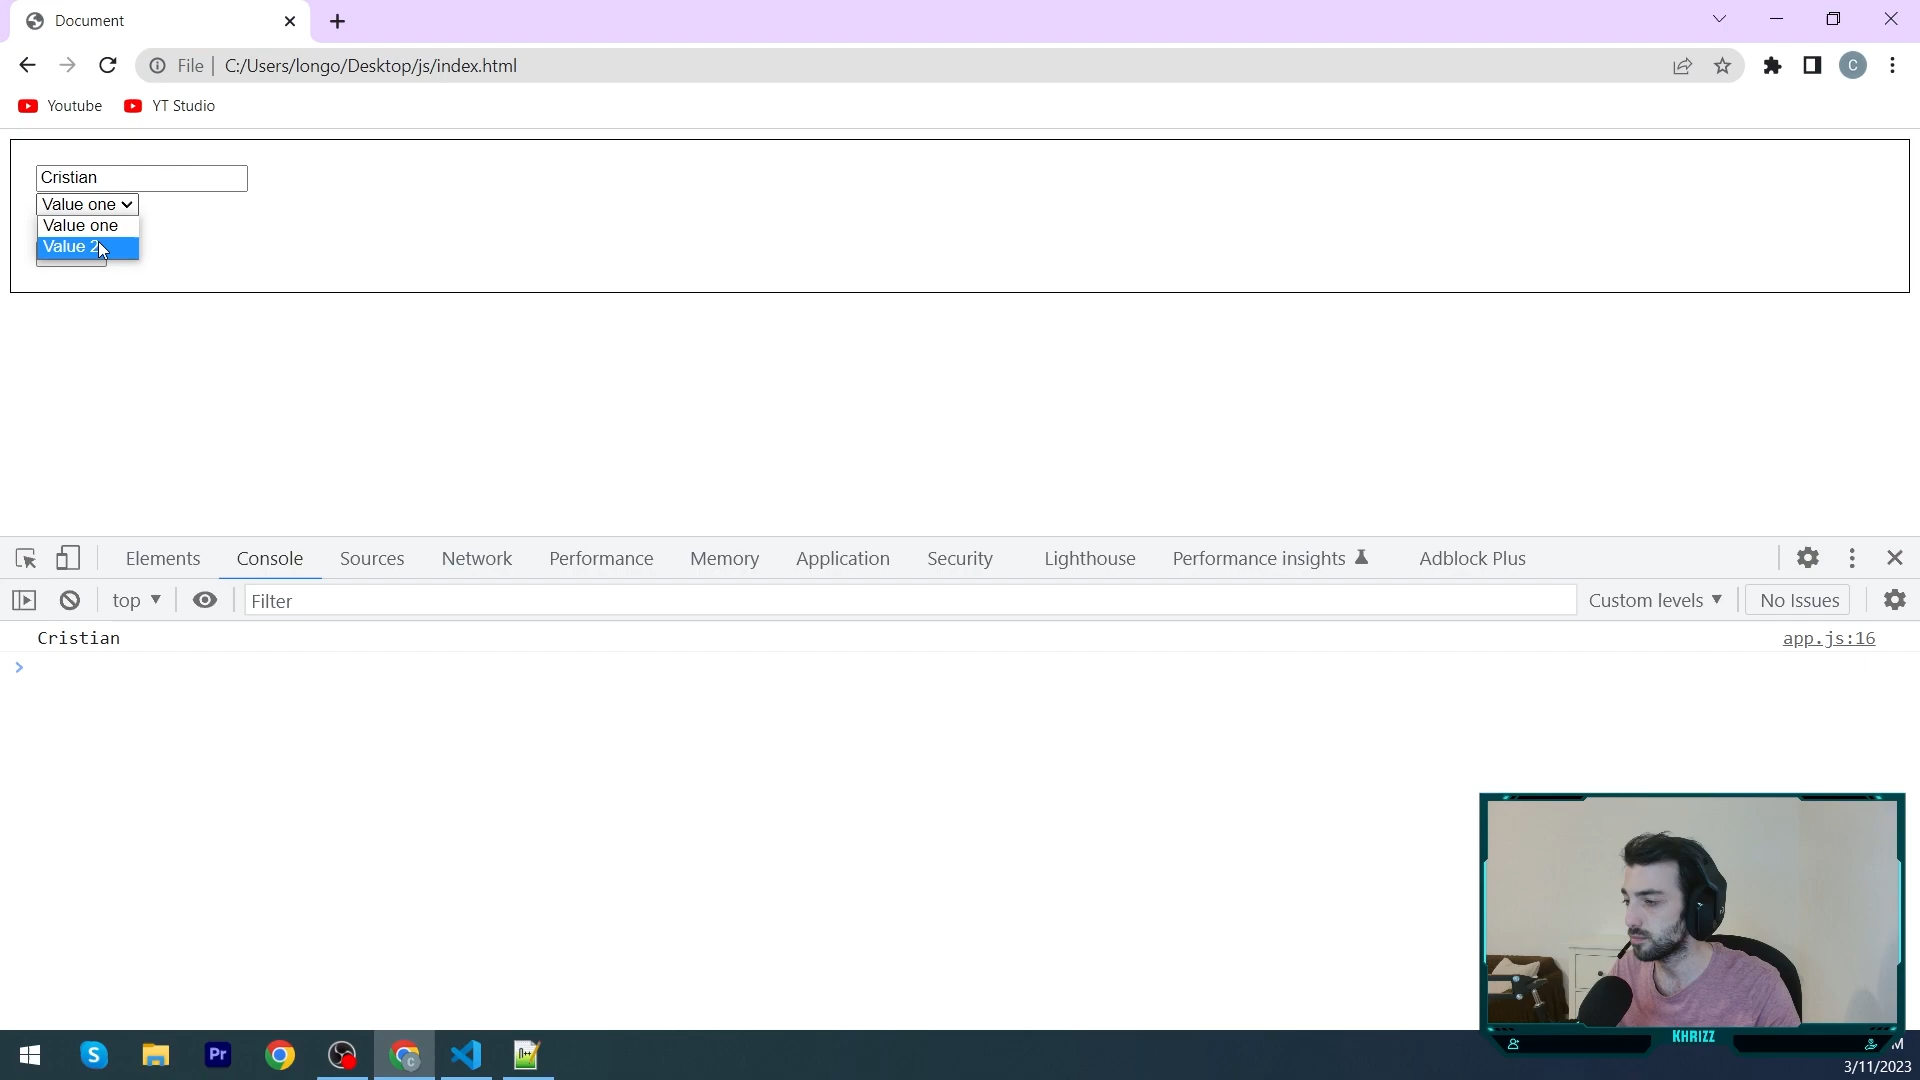 Document
File
C:/Users/longo/Desktop/js/index.html
C
Youtube
YT Studio
Cristian
Value one
Value one
Value 2
Elements
Console
Sources
Network
Performance
Memory
Application
Security
Lighthouse
Performance insights
Adblock Plus
top
Filter
Custom levels
No Issues
Cristian
app.js:16
KHRIZZ
S
Pr
C
M
3/11/2023